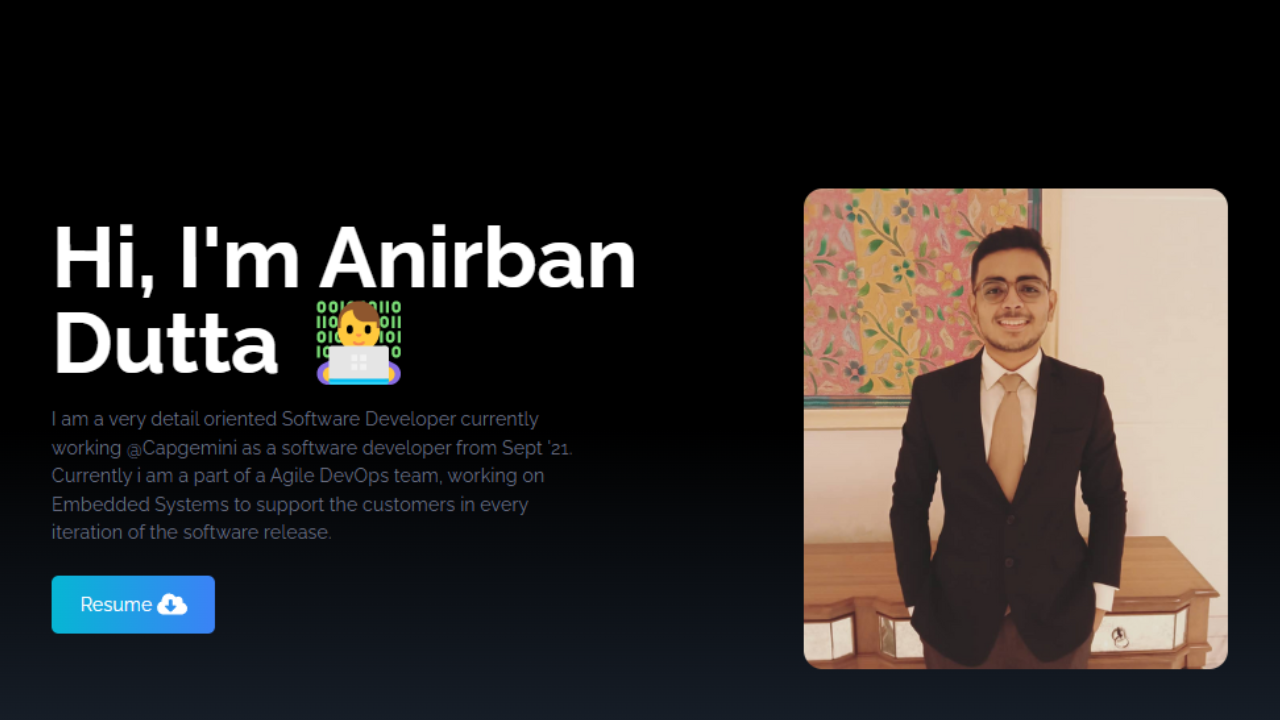 Hi, I'm Anirban
Dutta
I am a very detail oriented Software Developer currently
working @Capgemini as a software developer from Sept '21.
Currently i am a part of a Agile DevOps team, working on
Embedded Systems to support the customers in every
iteration of the software release.
Resume